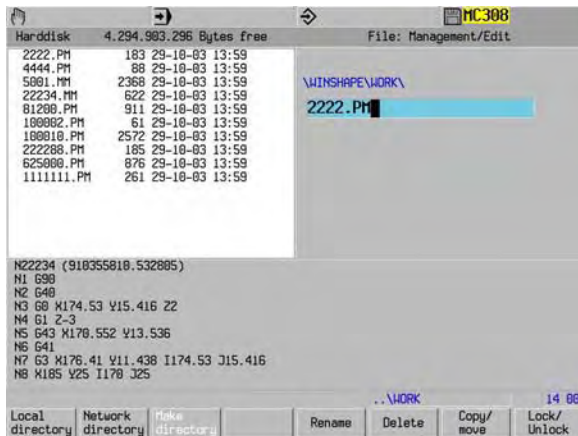 MC308
Harddisk 4.294.903.296 Bytes free File: Management/Edit
2222.PM 183 29-10-03 13:59
4444.PM 88 29-10-03 13:59
5001.MM 2368 29-10-03 13:59
22234.MM 622 29-10-03 13:59
81200.PM 911 29-10-03 13:59
100002.PM 61 29-10-03 13:59
100010.PM 2572 29-10-03 13:59
222288.PM 185 29-10-03 13:59
625000.PM 876 29-10-03 13:59
1111111.PM 261 29-10-03 13:59
\WINSHAPE\WORK\
2222.PM
N22234 (910355810.532805)
N1 G90
N2 G40
N3 G0 X174.53 Y15.416 Z2
N4 G1 Z-3
N5 G43 X170.552 Y13.536
N6 G41
N7 G3 X176.41 Y11.438 I174.53 J15.416
N8 X185 Y25 I170 J25
..\WORK 14
Local directory
Network directory
Make directory
Rename
Delete
Copy/ move
Lock/ Unlock